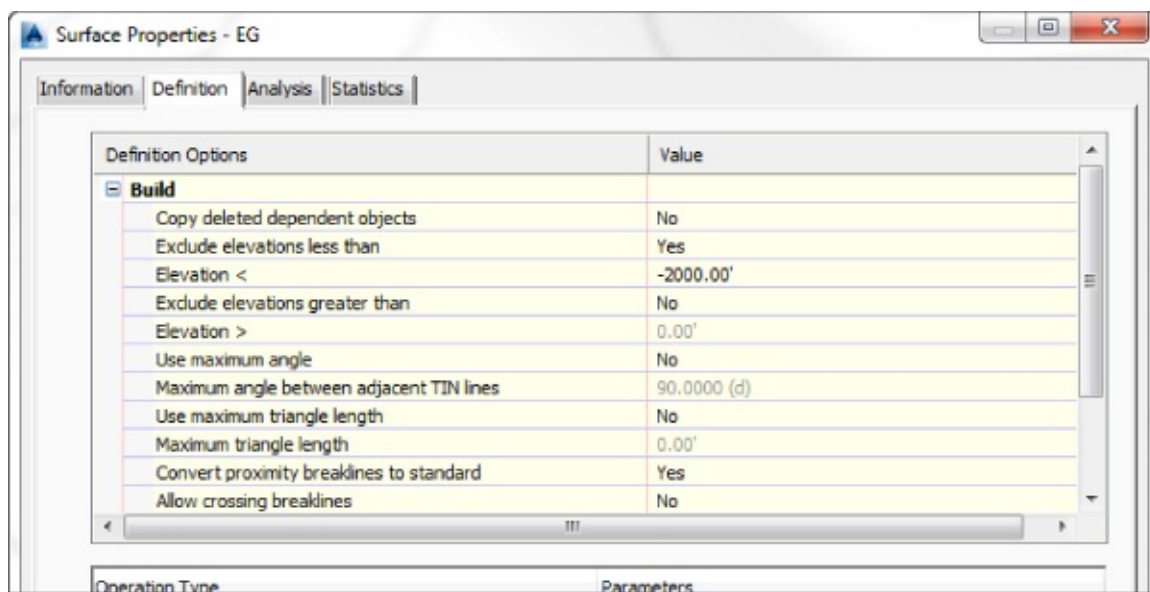 Surface Properties - EG
Information Definition Analysis Statistics
Definition Options Value
Build
Copy deleted dependent objects No
Exclude elevations less than Yes
Elevation < -2000.00'
Exclude elevations greater than No
Elevation > 0.00'
Use maximum angle No
Maximum angle between adjacent TIN lines 90.0000 (d)
Use maximum triangle length No
Maximum triangle length 0.00'
Convert proximity breaklines to standard Yes
Allow crossing breaklines No
Operation Type Parameters